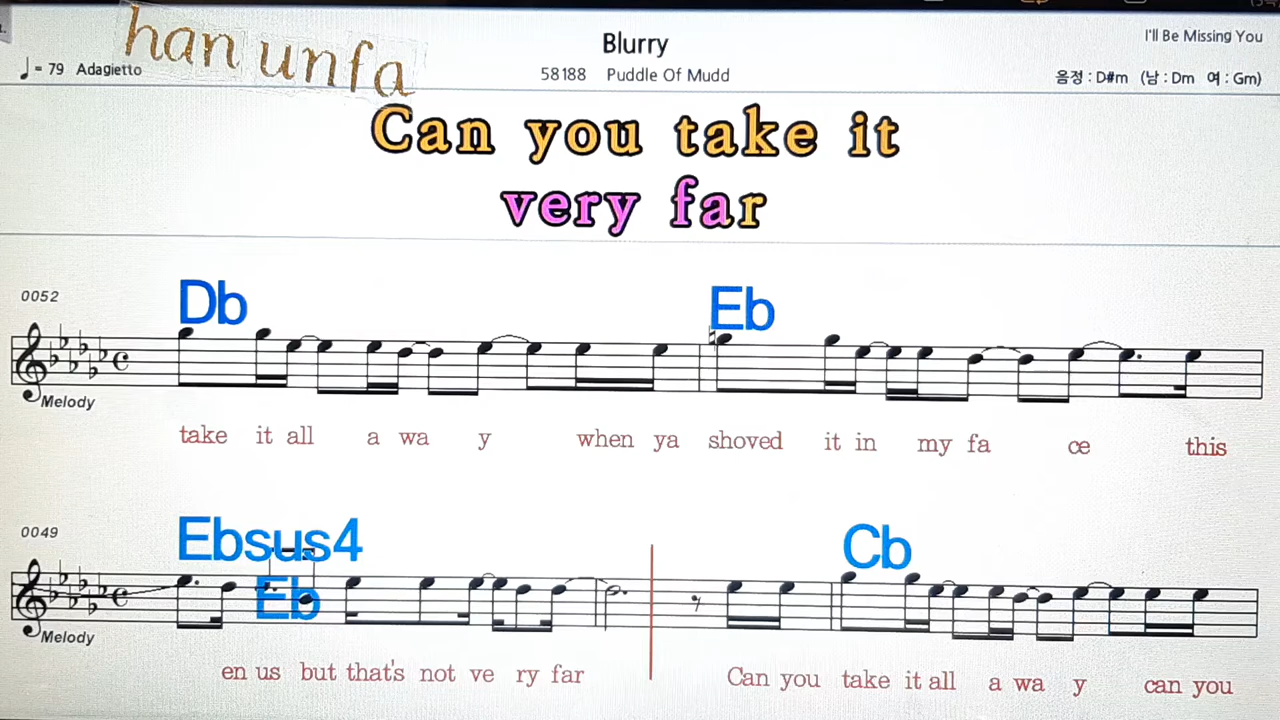 han unfa
♩ = 79 Adagietto
Blurry
58188 Puddle Of Mudd
I'll Be Missing You
음정 : D#m (남 : Dm 여 : Gm)
Can you take it
very far
0052
Db Eb
Melody
take it all a wa y when ya shoved it in my fa ce this
0049
Ebsus4 Cb
Eb
Melody
en us but that's not ve ry far Can you take it all a wa y can you